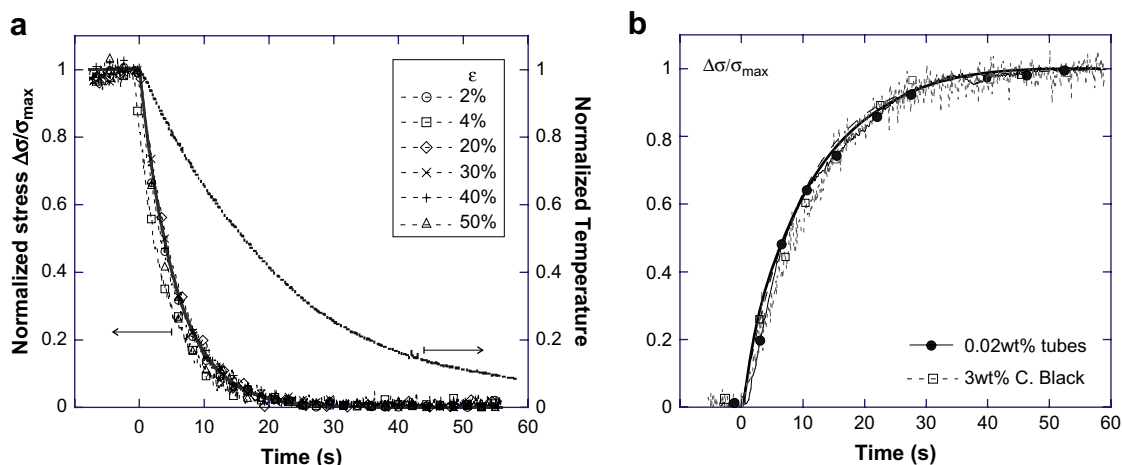 a
Normalized stress Δσ/σmax
1
0.8
0.6
0.4
0.2
0
0 10 20 30 40 50 60
Time (s)
ε
2%
4%
20%
30%
40%
50%
1
0.8
0.6
0.4
0.2
0
Normalized Temperature
b
Δσ/σmax
1
0.8
0.6
0.4
0.2
0
0 10 20 30 40 50 60
Time (s)
0.02wt% tubes
3wt% C. Black